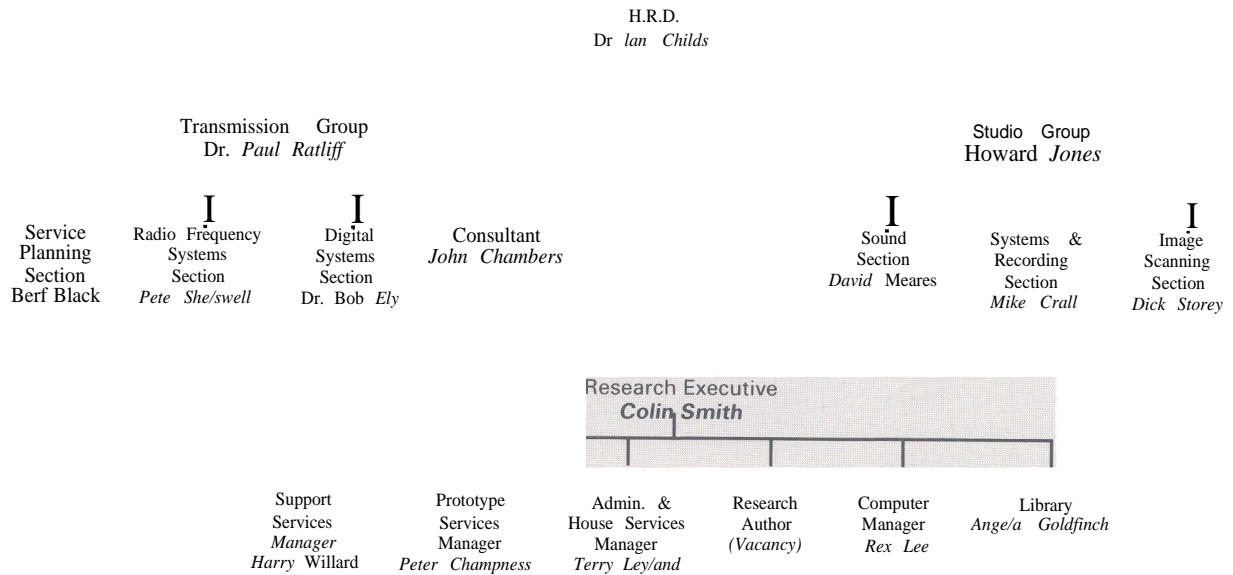 H.R.D.
Dr lan Childs
Transmission Group
Dr. Paul Ratliff
Studio Group
Howard Jones
I
I
I
I
Service
Planning
Section
Berf Black
Radio Frequency
Systems
Section
Pete She/swell
Digital
Systems
Section
Dr. Bob Ely
Consultant
John Chambers
Sound
Section
David Meares
Systems &
Recording
Section
Mike Crall
Image
Scanning
Section
Dick Storey
Research Executive
Colin Smith
Support
Services
Manager
Harry Willard
Prototype
Services
Manager
Peter Champness
Admin. &
House Services
Manager
Terry Ley/and
Research
Author
(Vacancy)
Computer
Manager
Rex Lee
Library
Ange/a Goldfinch